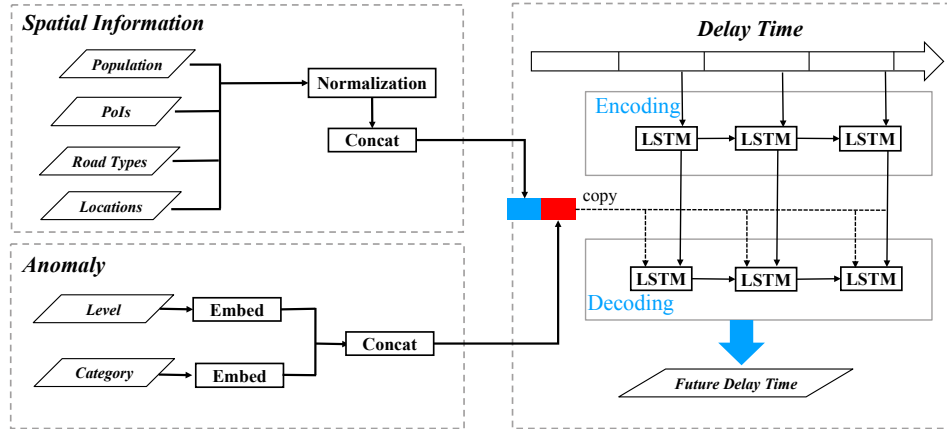 Spatial Information
Population
PoIs
Road Types
Locations
Normalization
Concat
Anomaly
Level
Category
Embed
Embed
Concat
Delay Time
Encoding
LSTM
LSTM
LSTM
copy
LSTM
LSTM
LSTM
Decoding
Future Delay Time